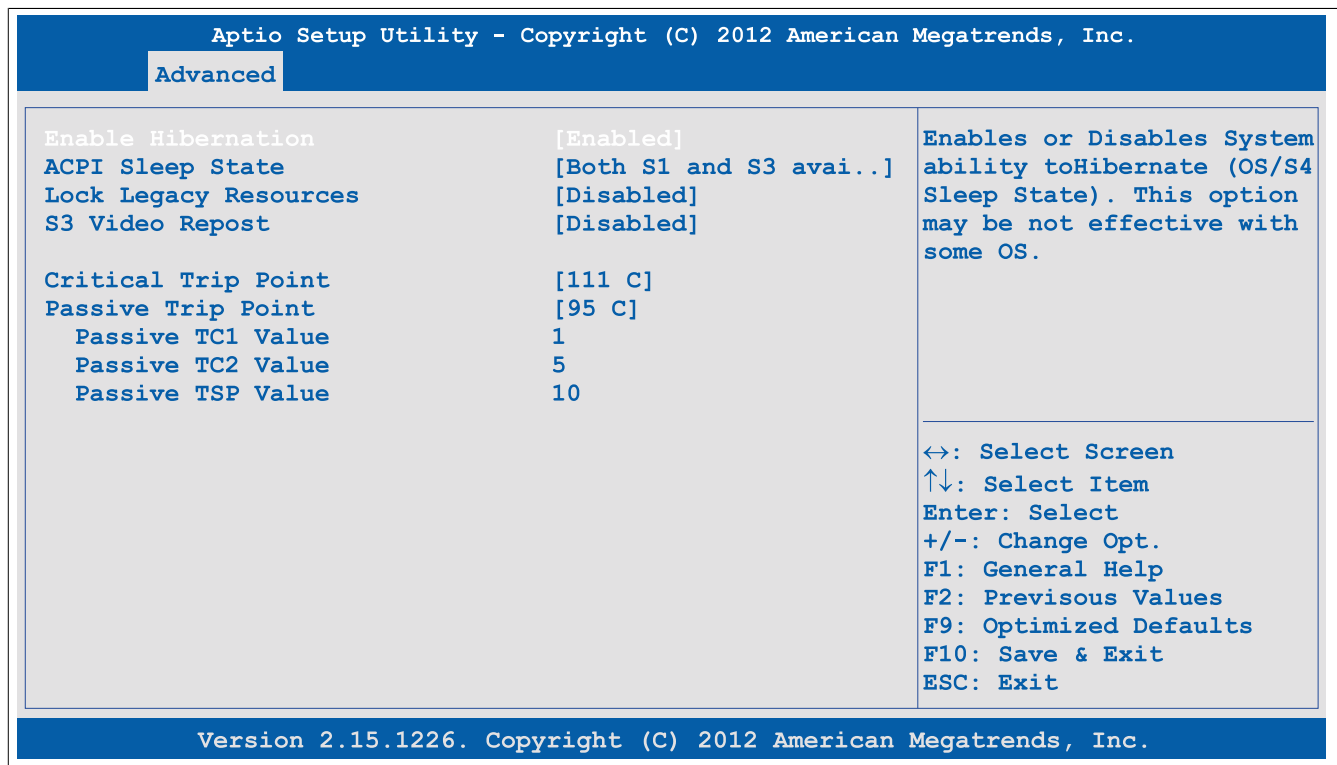 Aptio Setup Utility - Copyright (C) 2012 American Megatrends, Inc.
Advanced
Enable Hibernation [Enabled]
ACPI Sleep State [Both S1 and S3 avai..]
Lock Legacy Resources [Disabled]
S3 Video Repost [Disabled]
Critical Trip Point [111 C]
Passive Trip Point [95 C]
Passive TC1 Value 1
Passive TC2 Value 5
Passive TSP Value 10
Enables or Disables System
ability toHibernate (OS/S4
Sleep State). This option
may be not effective with
some OS.
↔: Select Screen
↑↓: Select Item
Enter: Select
+/-: Change Opt.
F1: General Help
F2: Previsous Values
F9: Optimized Defaults
F10: Save & Exit
ESC: Exit
Version 2.15.1226. Copyright (C) 2012 American Megatrends, Inc.